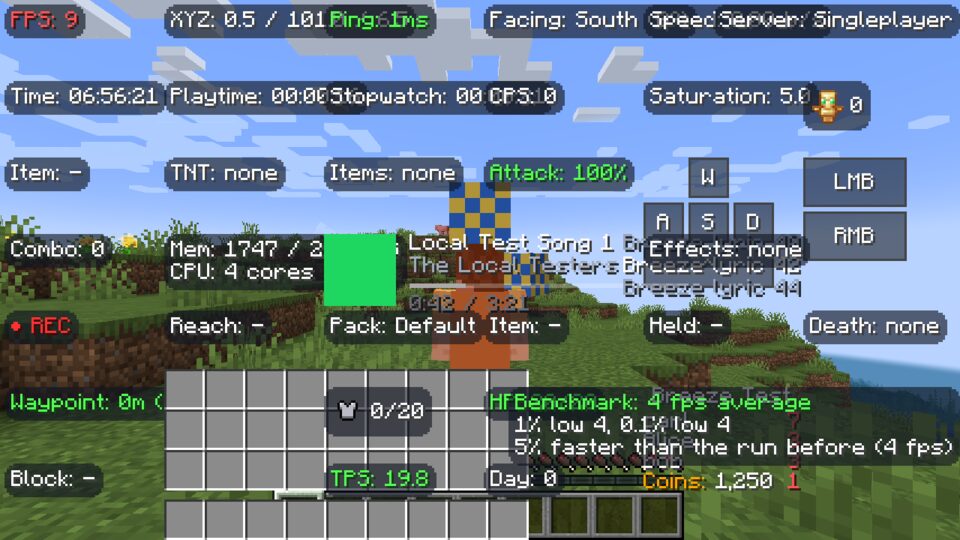 FPS: 9
XYZ: 0.5 / 101
Ping: 1ms
Facing: South
Speed
Server: Singleplayer
Time: 06:56:21
Playtime: 00:00
Stopwatch: 00
CPS: 0
Saturation: 5.0
0
Item: -
TNT: none
Items: none
Attack: 100%
W
LMB
A S D
RMB
Combo: 0
Mem: 1747 / 2
CPU: 4 cores
Local Test Song 1
The Local Testers
0:42 / 3:21
Effects: none
Breeze lyric 42
Breeze lyric 44
● REC
Reach: -
Pack: Default
Item: -
Held: -
Death: none
Waypoint: 0m (
0/20
Breeze Test
Benchmark: 4 fps average
1% low 4, 0.1% low 4
5% faster than the run before (4 fps)
Block: -
TPS: 19.8
Day: 0
Coins: 1,250 1